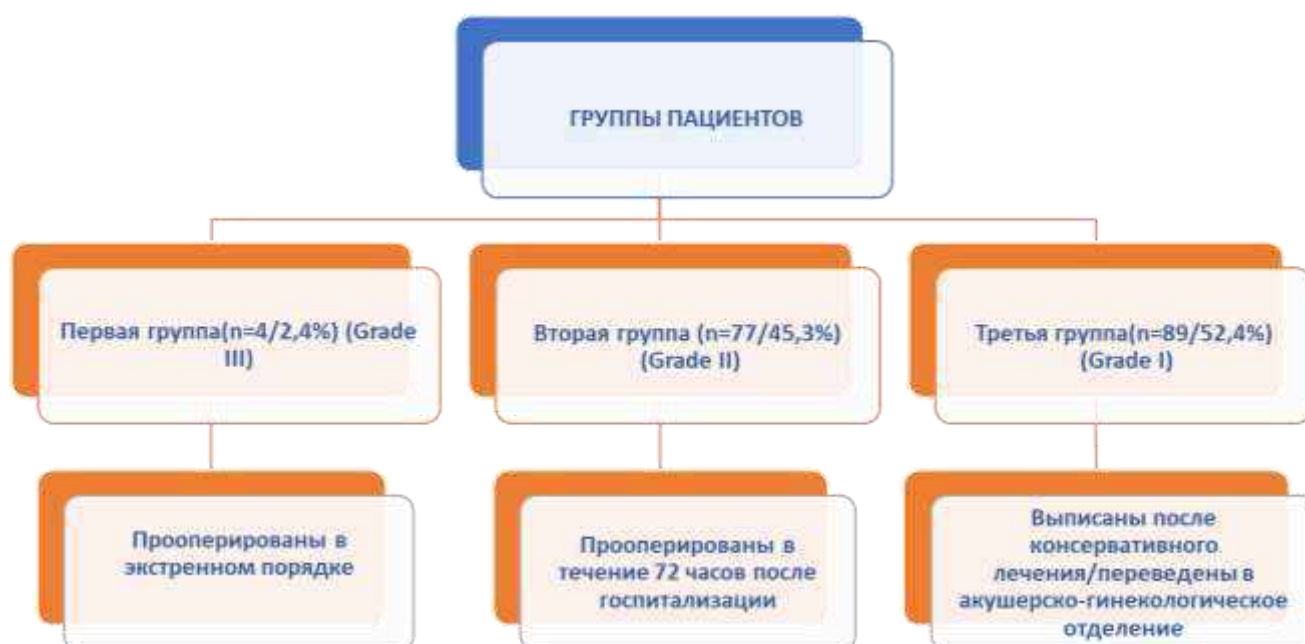 ГРУППЫ ПАЦИЕНТОВ
Первая группа(n=4/2,4%) (Grade
III)
Вторая группа (n=77/45,3%)
(Grade II)
Третья группа(n=89/52,4%)
(Grade I)
Прооперированы в
экстренном порядке
Прооперированы в
течение 72 часов после
госпитализации
Выписаны после
консервативного
лечения/переведены в
акушерско-гинекологическое
отделение